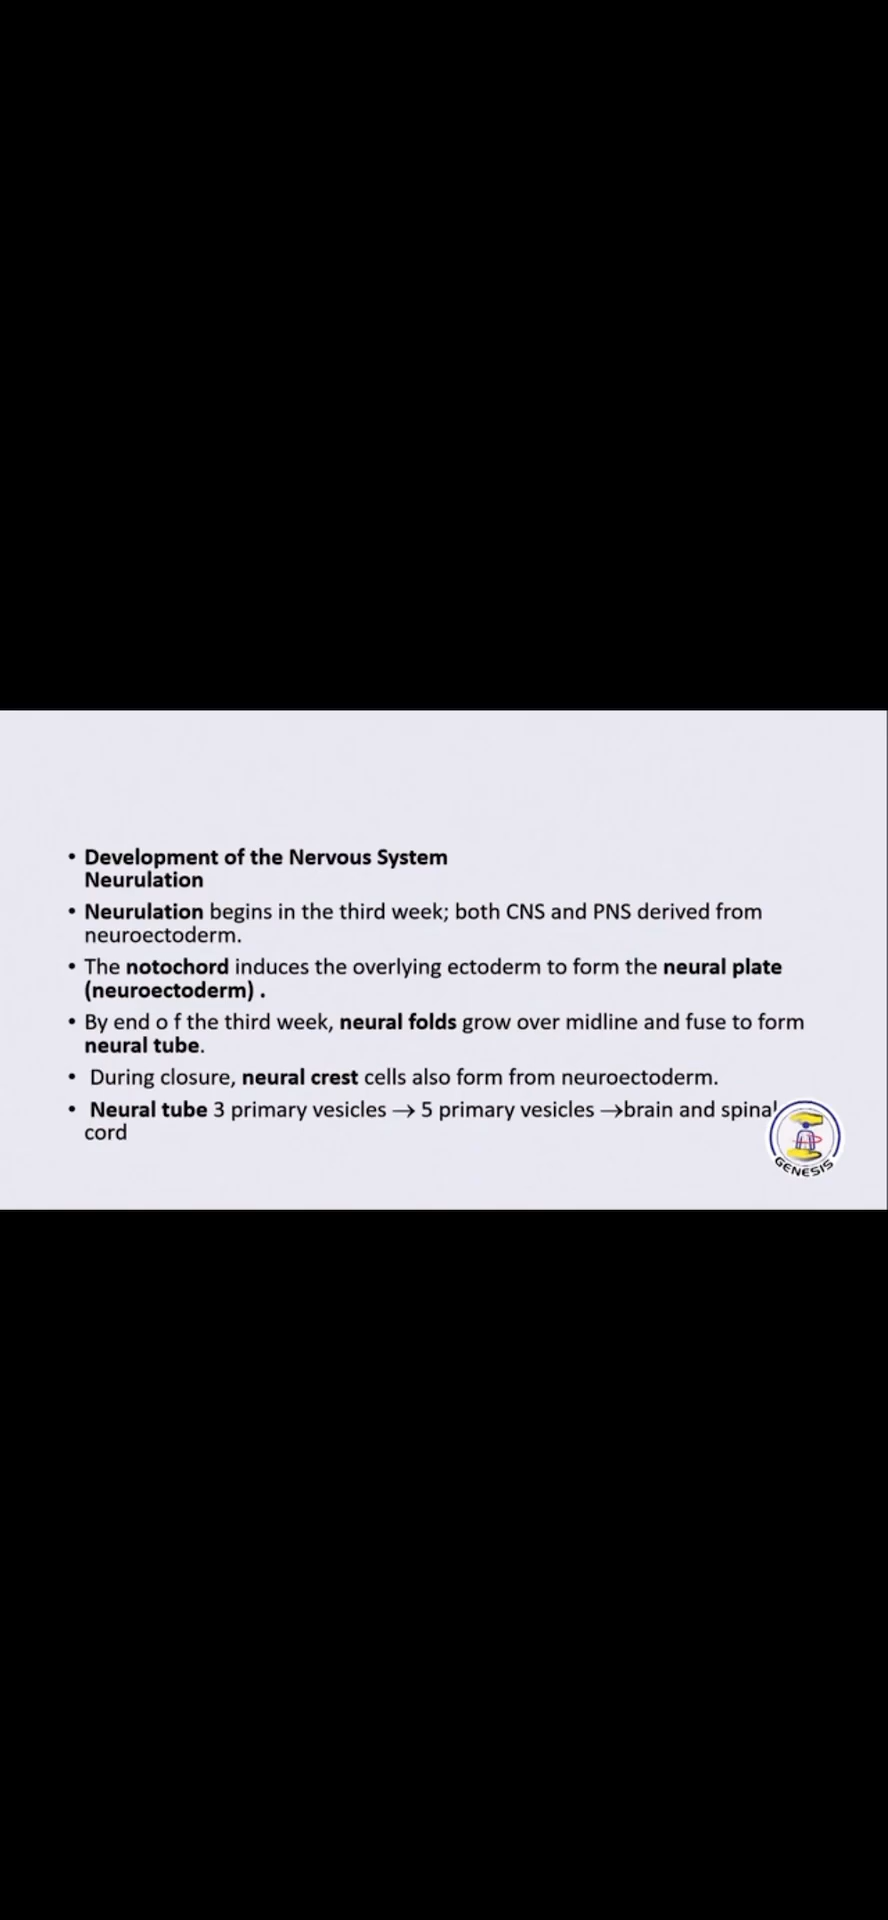 • Development of the Nervous System
Neurulation
• Neurulation begins in the third week; both CNS and PNS derived from
neuroectoderm.
• The notochord induces the overlying ectoderm to form the neural plate
(neuroectoderm) .
• By end o f the third week, neural folds grow over midline and fuse to form
neural tube.
• During closure, neural crest cells also form from neuroectoderm.
• Neural tube 3 primary vesicles → 5 primary vesicles →brain and spinal
cord
GENESIS